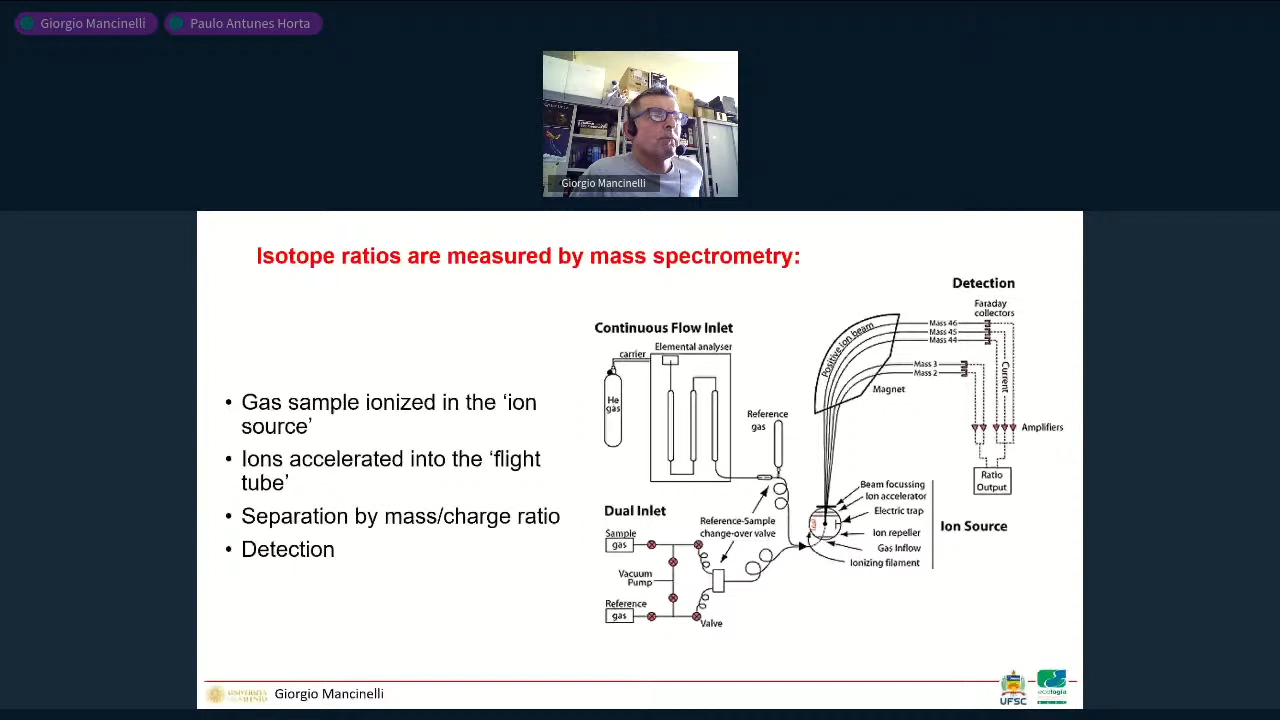 Giorgio Mancinelli
Paulo Antunes Horta
Giorgio Mancinelli
Isotope ratios are measured by mass spectrometry:
• Gas sample ionized in the ‘ion
source’
• Ions accelerated into the ‘flight
tube’
• Separation by mass/charge ratio
• Detection
Continuous Flow Inlet
Elemental analyser
carrier
He
gas
Reference
gas
Dual Inlet
Sample
gas
Vacuum
Pump
Reference
gas
Valve
Reference-Sample
change-over valve
Detection
Faraday
collectors
Positive ion beam
Mass 46
Mass 45
Mass 44
Mass 3
Mass 2
Magnet
Current
Amplifiers
Ratio
Output
Beam focussing
Ion accelerator
Electric trap
Ion repeller
Gas Inflow
Ionizing filament
Ion Source
Giorgio Mancinelli
UFSC
ecologia